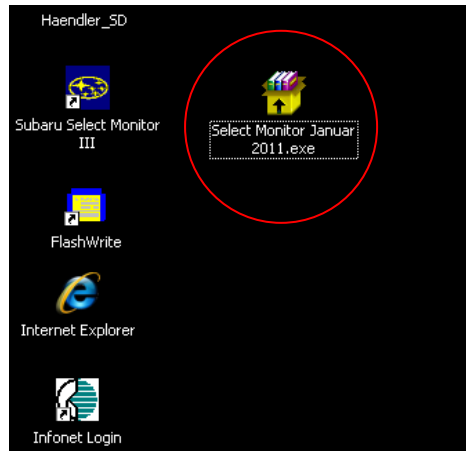 Haendler_SD
Subaru Select Monitor
III
Select Monitor Januar
2011.exe
FlashWrite
Internet Explorer
Infonet Login